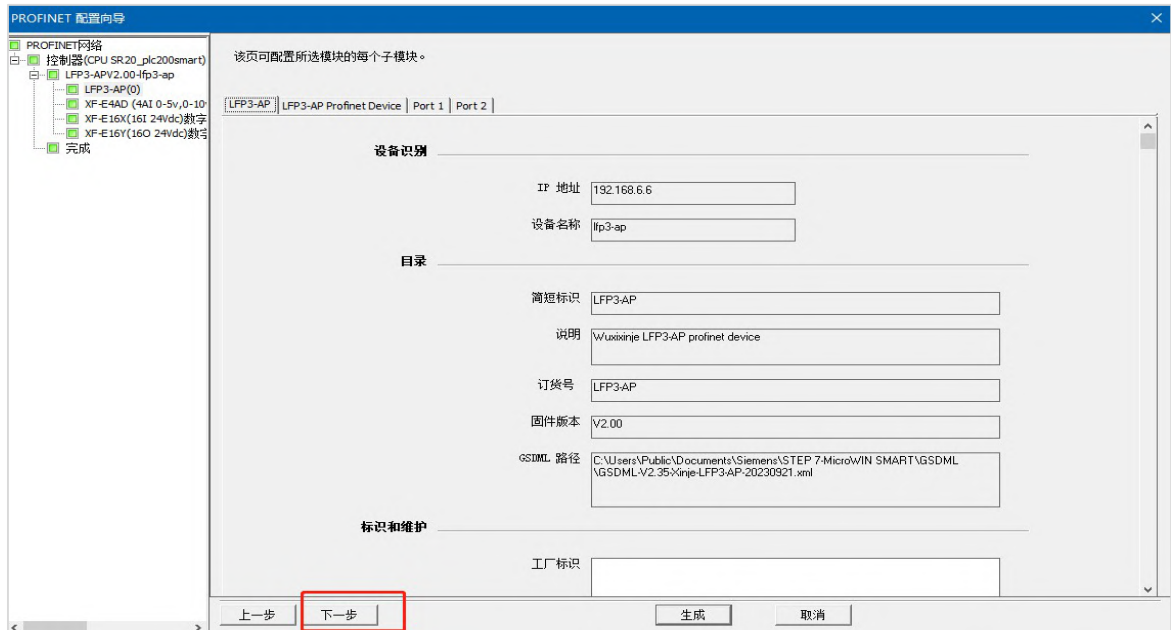 PROFINET 配置向导
PROFINET网络
控制器(CPU SR20_plc200smart)
LFP3-APV2.00-lfp3-ap
LFP3-AP(0)
XF-E4AD (4AI 0-5v,0-10
XF-E16X(16I 24Vdc)数字
XF-E16Y(16O 24Vdc)数字
完成
该页可配置所选模块的每个子模块。
LFP3-AP LFP3-AP Profinet Device Port 1 Port 2
设备识别
IP 地址 192.168.6.6
设备名称 lfp3-ap
目录
简短标识 LFP3-AP
说明 Wuxixinje LFP3-AP profinet device
订货号 LFP3-AP
固件版本 V2.00
GSDML 路径 C:\Users\Public\Documents\Siemens\STEP 7-MicroWIN SMART\GSDML
\GSDML-V2.35-Xinje-LFP3-AP-20230921.xml
标识和维护
工厂标识
上一步 下一步 生成 取消